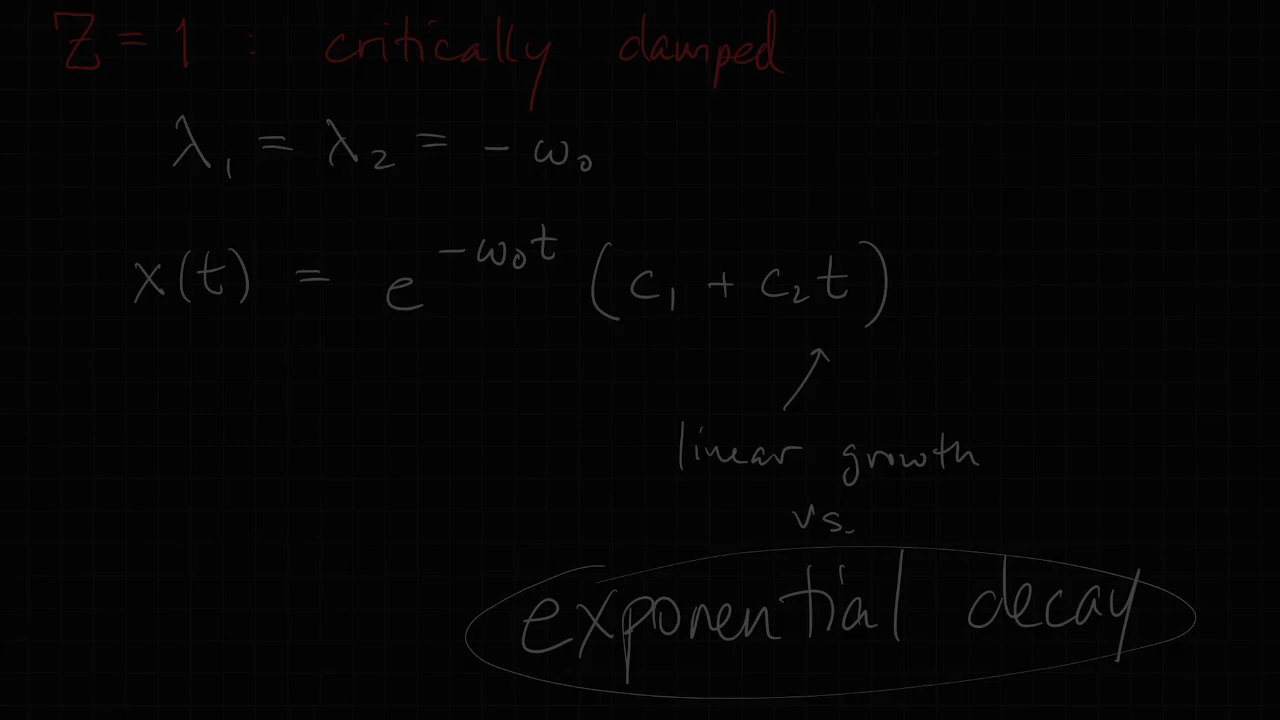 Z = 1 : critically damped
λ₁ = λ₂ = - ω₀
x(t) = e^{-ω₀t} (c₁ + c₂t)
linear growth
vs.
exponential decay